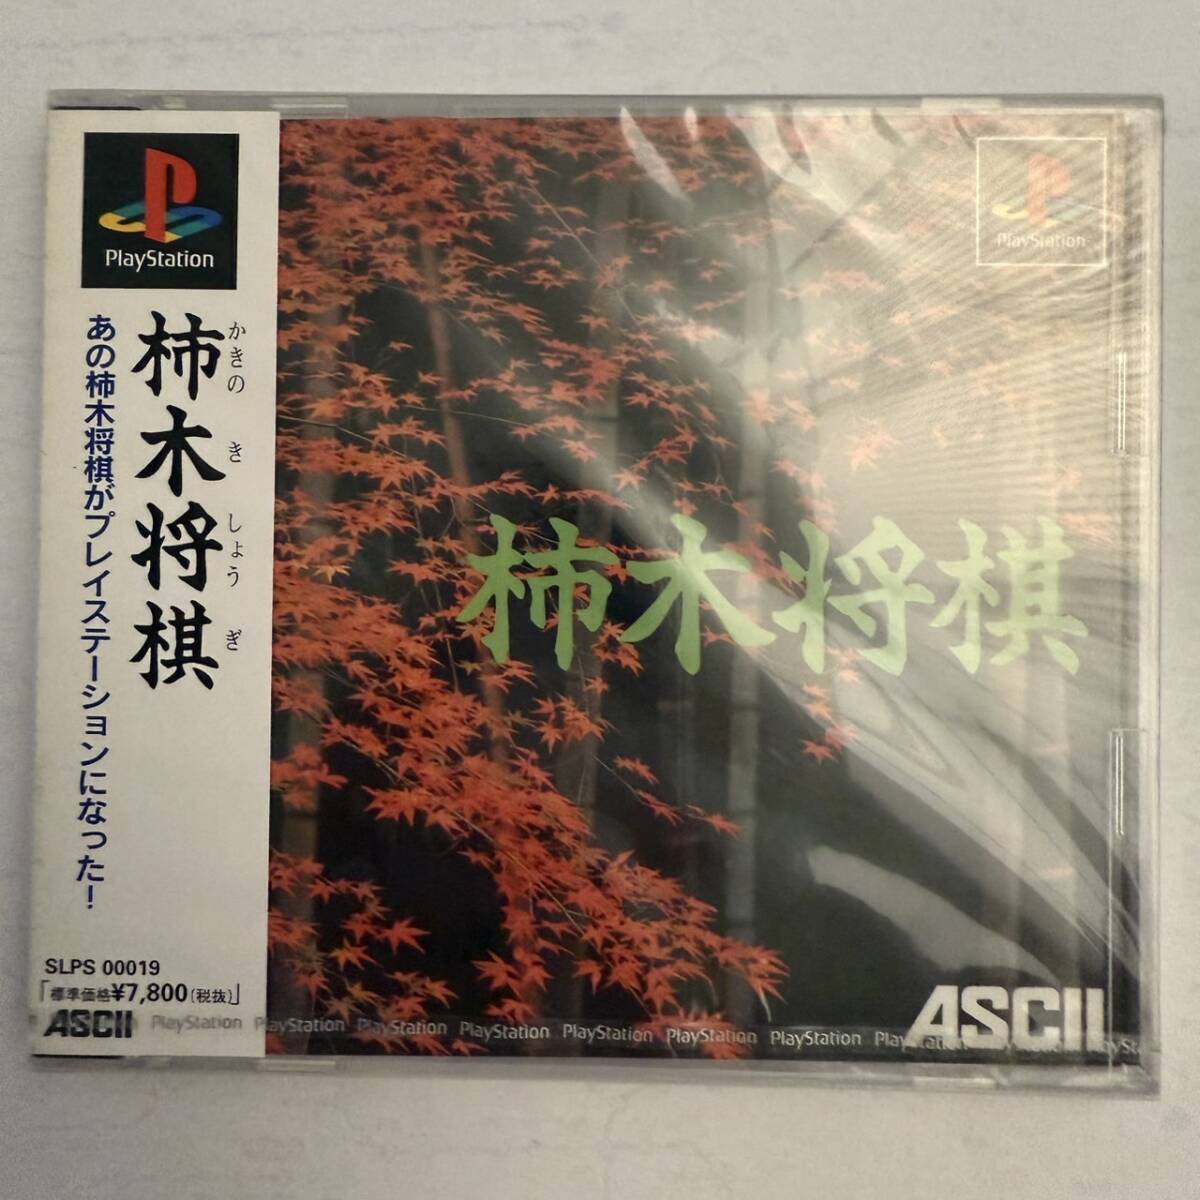 PlayStation
柿木将棋
かきの き しょう ぎ
あの柿木将棋がプレイステーションになった!
SLPS 00019
「標準価格¥7,800(税抜)」
ASCII
PlayStation
柿木将棋
ASCII
PlayStation PlayStation PlayStation PlayStation PlayStation PlayStation PlayStation